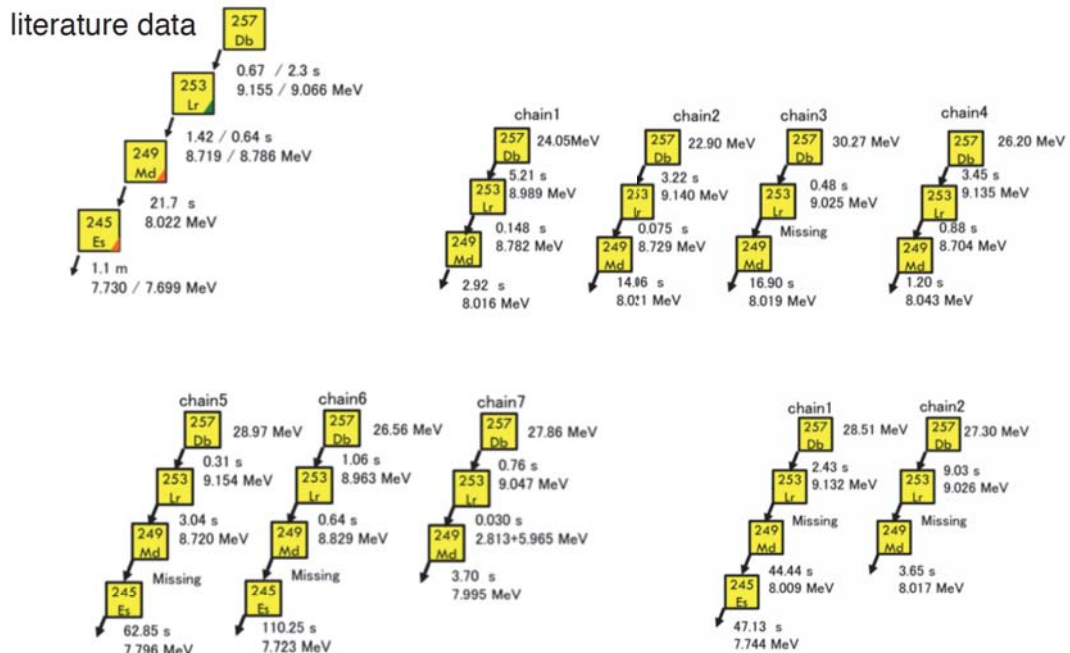 literature data
257
Db
0.67 / 2.3 s
9.155 / 9.066 MeV
253
Lr
1.42 / 0.64 s
8.719 / 8.786 MeV
249
Md
21.7 s
8.022 MeV
245
Es
1.1 m
7.730 / 7.699 MeV
chain1
257
Db
24.05MeV
5.21 s
8.989 MeV
253
Lr
0.148 s
8.782 MeV
249
Md
2.92 s
8.016 MeV
chain2
257
Db
22.90 MeV
3.22 s
9.140 MeV
253
lr
0.075 s
8.729 MeV
249
Md
14.06 s
MeV
chain3
257
Db
30.27 MeV
0.48 s
9.025 MeV
253
Lr
Missing
249
Md
16.90 s
8.019 MeV
chain4
257
Db
26.20 MeV
3.45 s
9.135 MeV
253
Lr
0.88 s
8.704 MeV
249
Md
1.20 s
8.043 MeV
chain5
257
Db
28.97 MeV
0.31 s
9.154 MeV
253
Lr
3.04 s
8.720 MeV
249
Md
Missing
245
Es
62.85 s
7.796 MeV
chain6
257
Db
26.56 MeV
1.06 s
8.963 MeV
253
Lr
0.64 s
8.829 MeV
249
Md
Missing
245
Es
110.25 s
7.723 MeV
chain7
257
Db
27.86 MeV
0.76 s
9.047 MeV
253
Lr
0.030 s
2.813+5.965 MeV
249
Md
3.70 s
7.995 MeV
chain1
257
Db
28.51 MeV
2.43 s
9.132 MeV
253
Lr
Missing
249
Md
44.44 s
8.009 MeV
245
Es
47.13 s
7.744 MeV
chain2
257
Db
27.30 MeV
9.03 s
9.026 MeV
253
Lr
Missing
249
Md
3.65 s
8.017 MeV